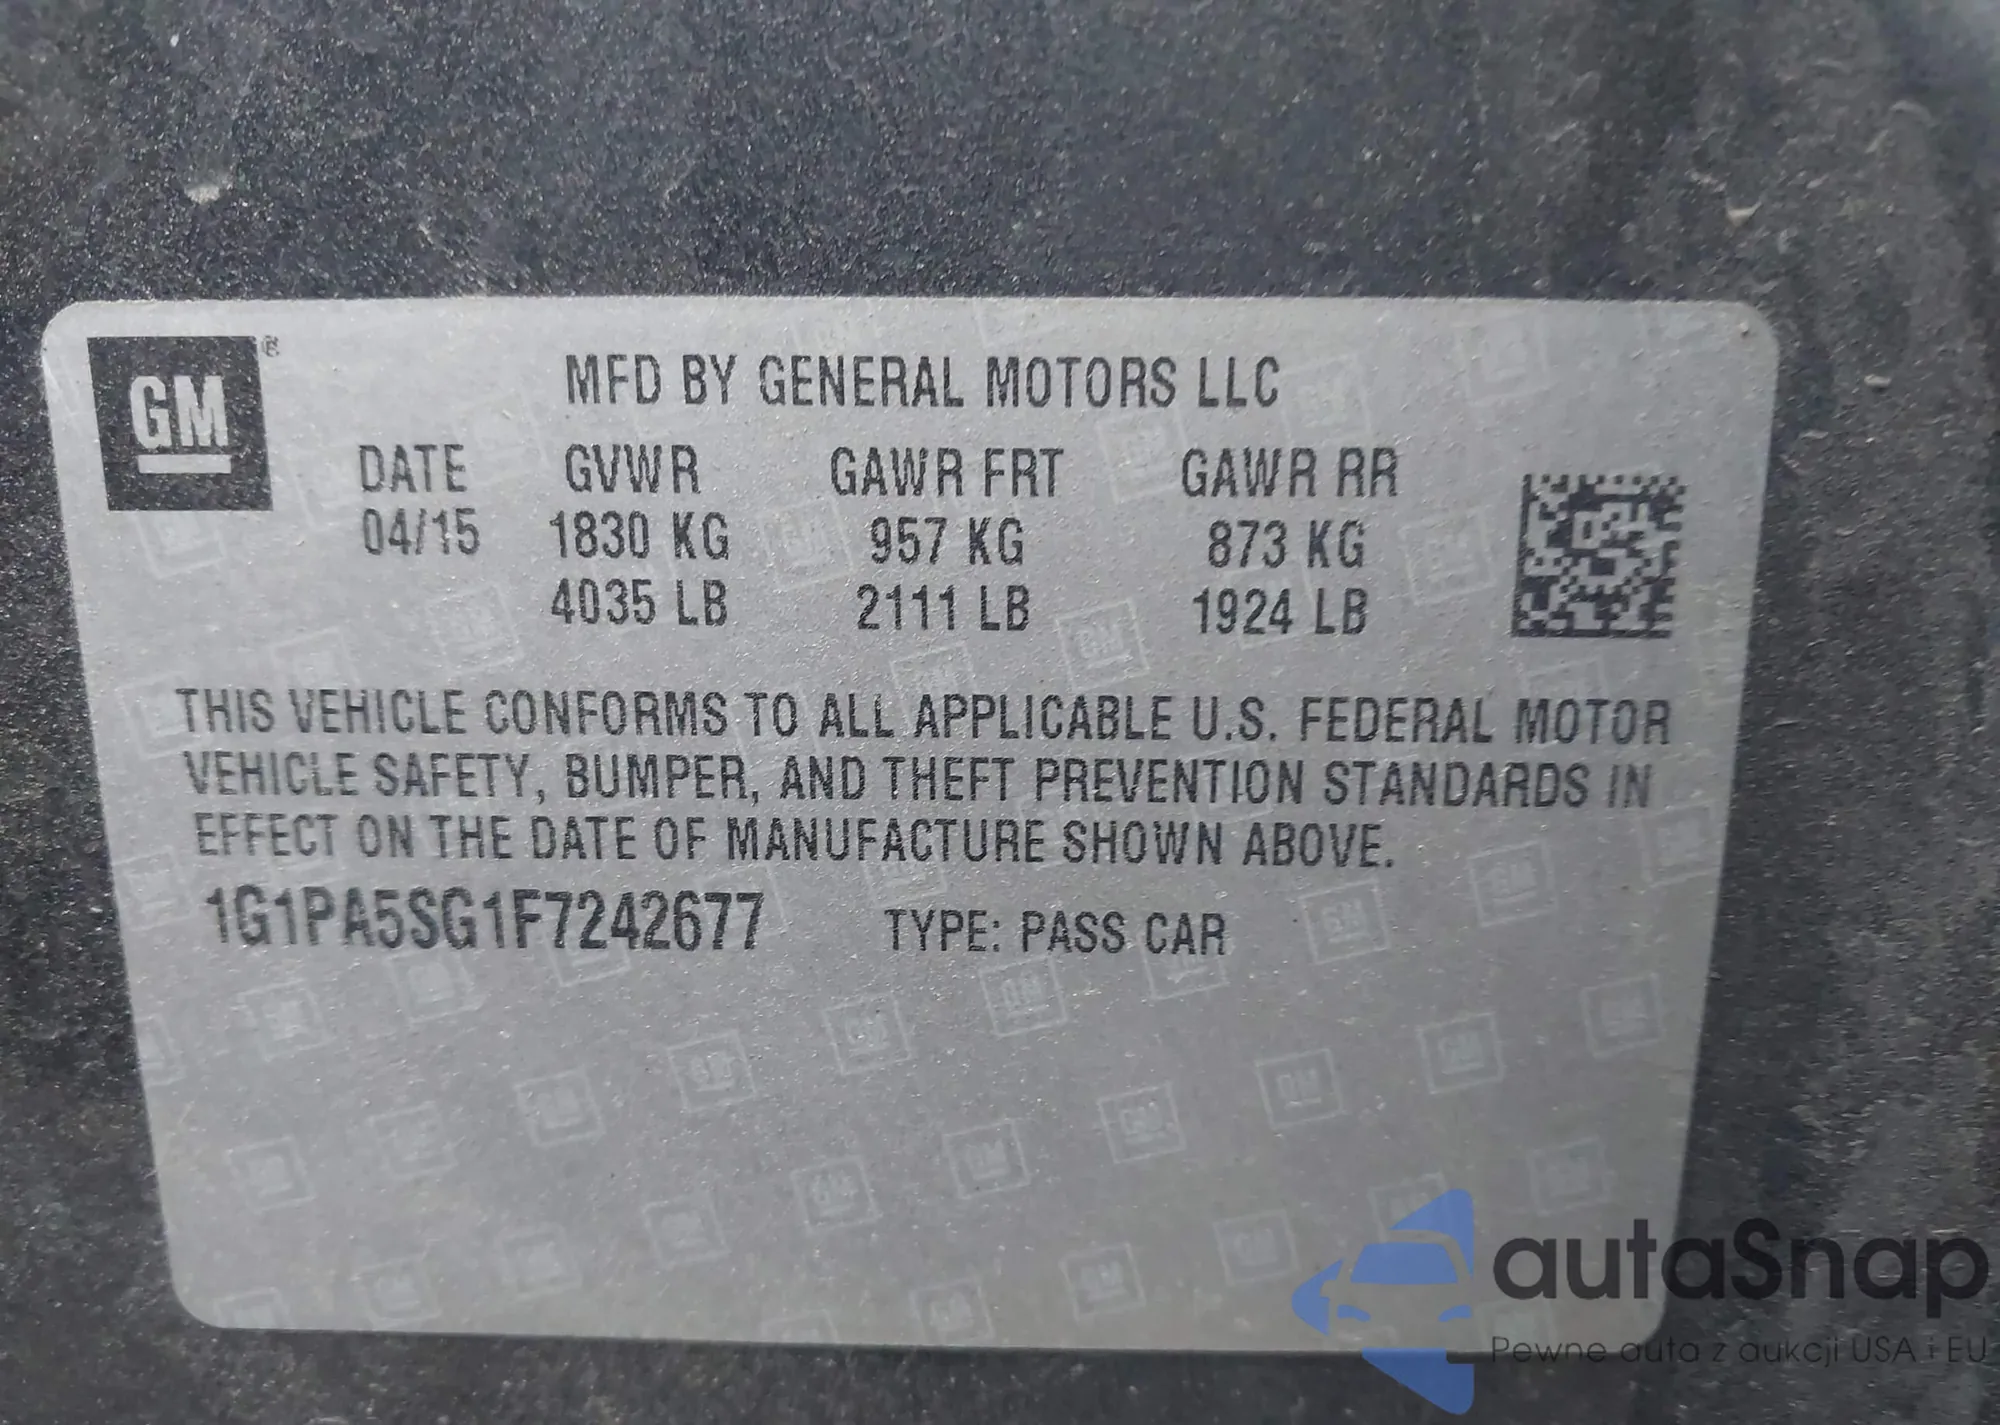 GM ®
MFD BY GENERAL MOTORS LLC
DATE GVWR GAWR FRT GAWR RR
04/15 1830 KG 957 KG 873 KG
4035 LB 2111 LB 1924 LB
THIS VEHICLE CONFORMS TO ALL APPLICABLE U.S. FEDERAL MOTOR
VEHICLE SAFETY, BUMPER, AND THEFT PREVENTION STANDARDS IN
EFFECT ON THE DATE OF MANUFACTURE SHOWN ABOVE.
1G1PA5SG1F7242677 TYPE: PASS CAR
autaSnap
Pewne auta z aukcji USA i EU